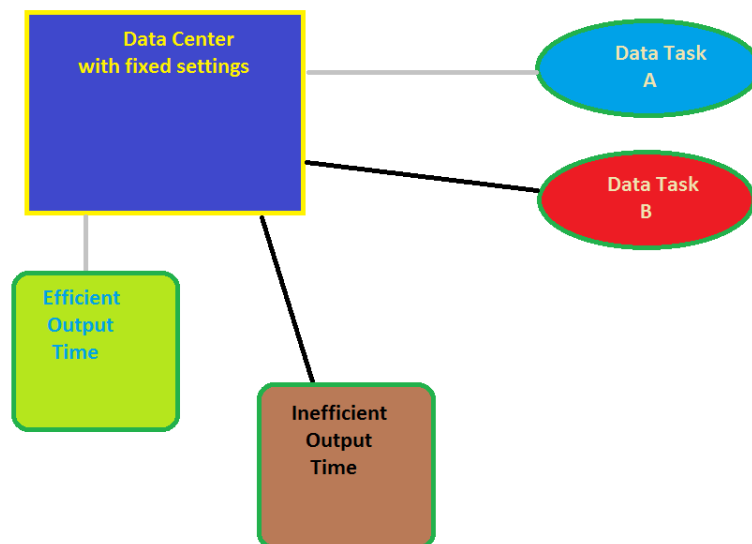 Data Center
with fixed settings
Data Task
A
Data Task
B
Efficient
Output
Time
Inefficient
Output
Time